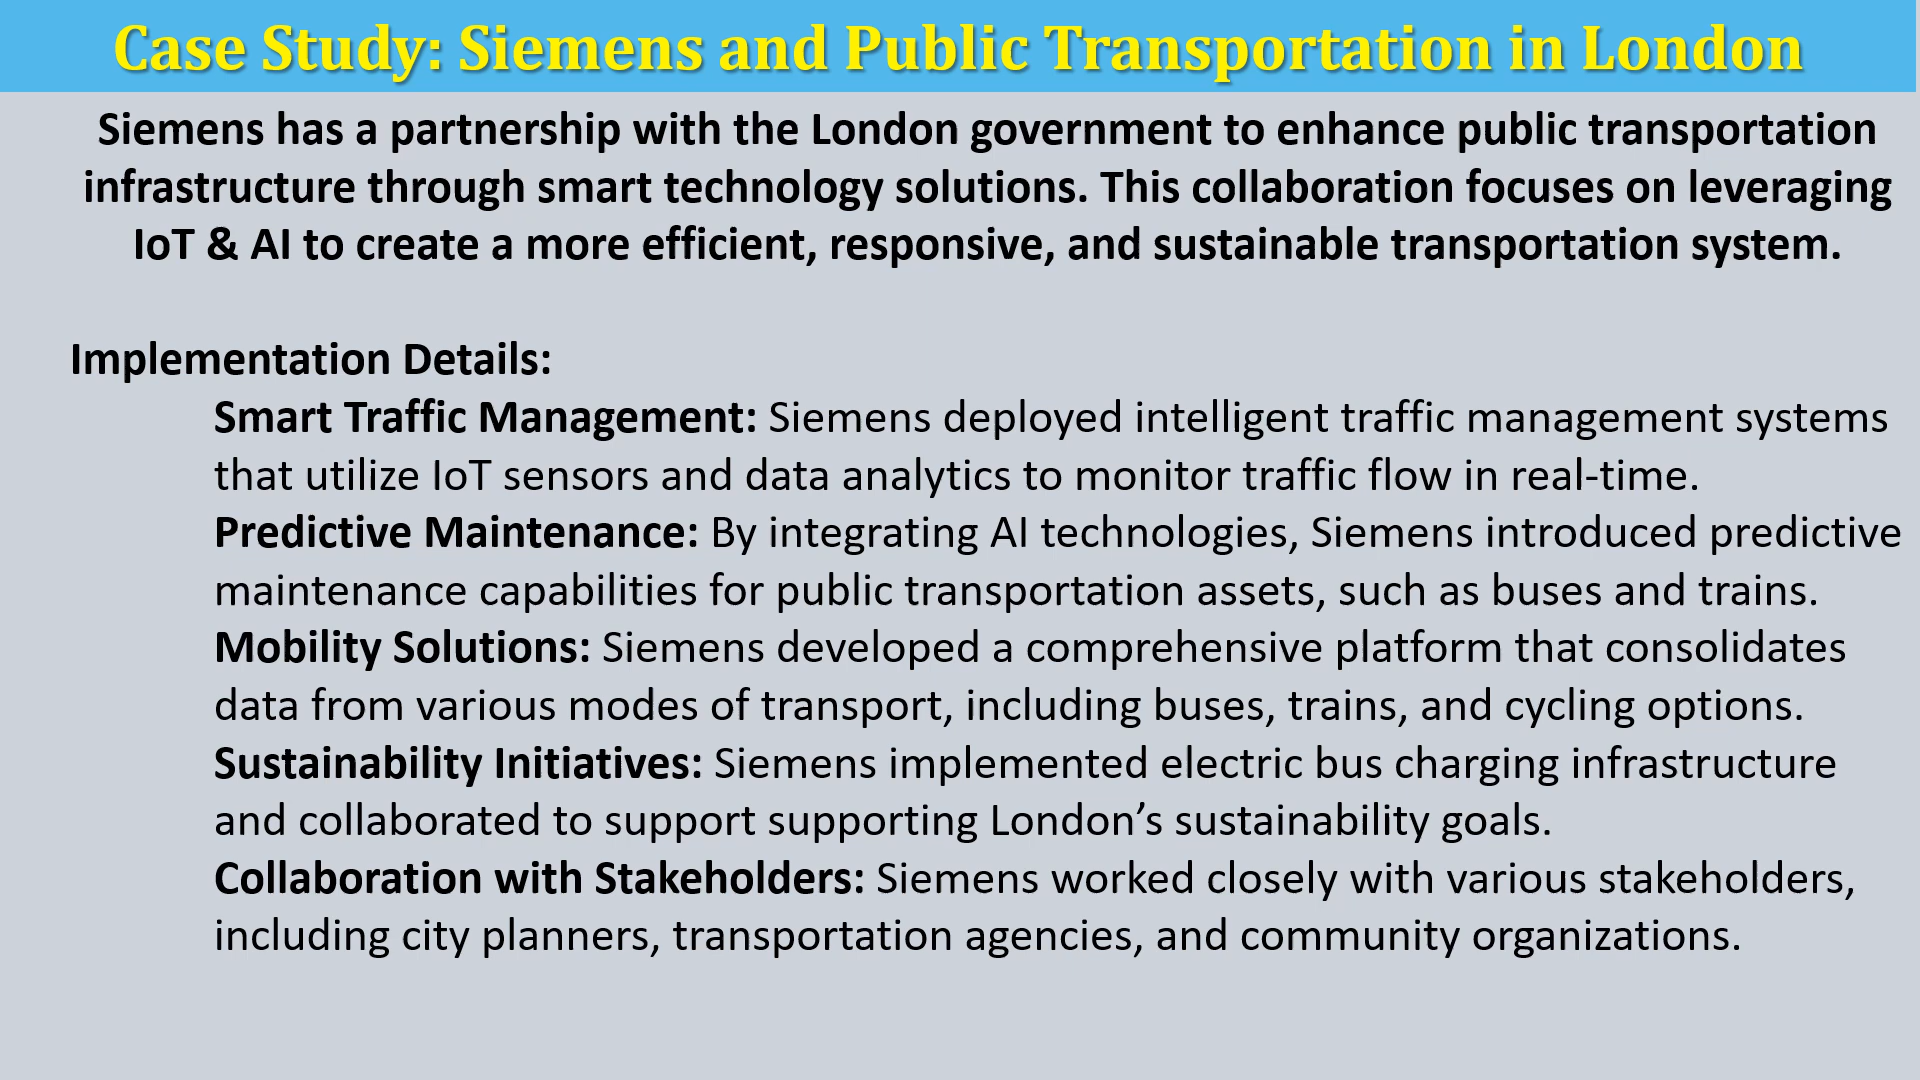 Case Study: Siemens and Public Transportation in London
Siemens has a partnership with the London government to enhance public transportation
infrastructure through smart technology solutions. This collaboration focuses on leveraging
IoT & AI to create a more efficient, responsive, and sustainable transportation system.
Implementation Details:
Smart Traffic Management: Siemens deployed intelligent traffic management systems
that utilize IoT sensors and data analytics to monitor traffic flow in real-time.
Predictive Maintenance: By integrating AI technologies, Siemens introduced predictive
maintenance capabilities for public transportation assets, such as buses and trains.
Mobility Solutions: Siemens developed a comprehensive platform that consolidates
data from various modes of transport, including buses, trains, and cycling options.
Sustainability Initiatives: Siemens implemented electric bus charging infrastructure
and collaborated to support supporting London’s sustainability goals.
Collaboration with Stakeholders: Siemens worked closely with various stakeholders,
including city planners, transportation agencies, and community organizations.